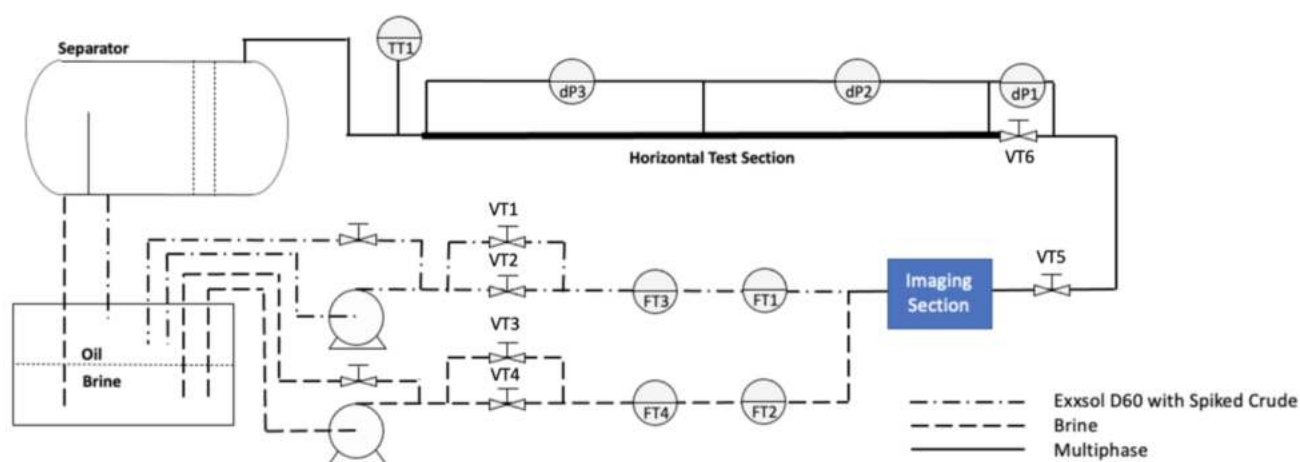 Separator
TT1
dP3
dP2
dP1
Horizontal Test Section
VT6
VT1
VT2
VT5
Imaging
Section
FT3
FT1
VT3
Oil
VT4
Brine
FT4
FT2
Exxsol D60 with Spiked Crude
Brine
Multiphase